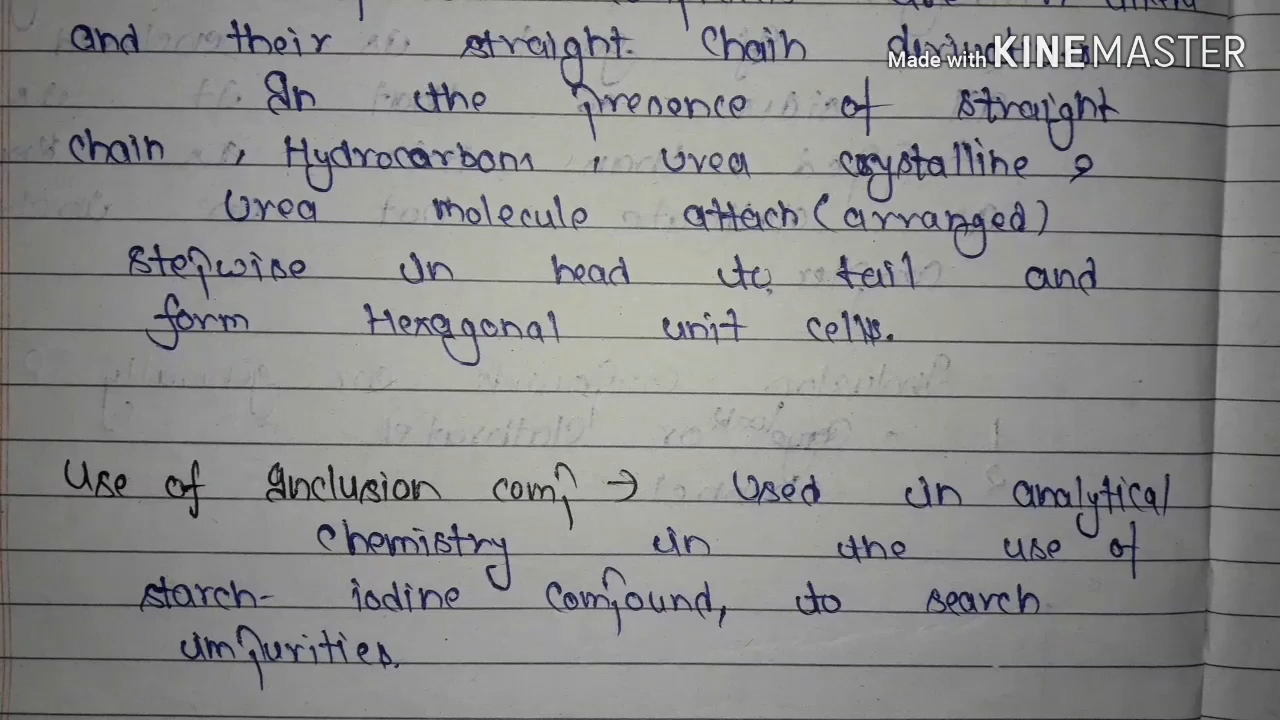 and their straight chain
Made with KINEMASTER
In the presence of straight
chain, Hydrocarbons, urea crystalline,
Urea molecule attach (arranged)
stepwise in head to tail and
form Hexagonal unit cells.
Use of Inclusion comp → Used in analytical
chemistry in the use of
starch- iodine compound, to search
impurities.